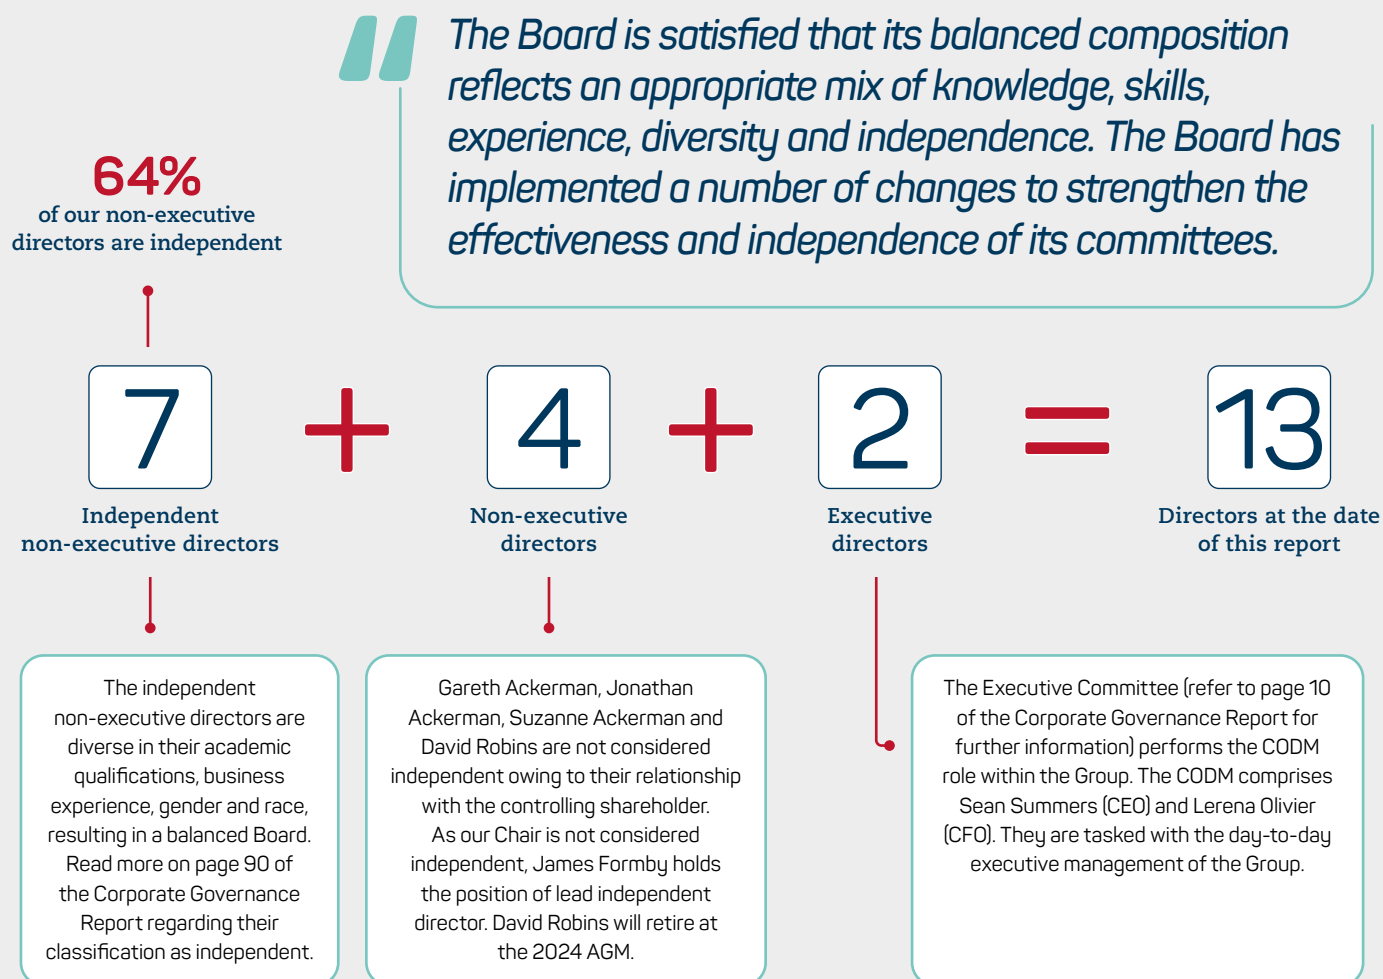 The Board is satisfied that its balanced composition
reflects an appropriate mix of knowledge, skills,
experience, diversity and independence. The Board has
implemented a number of changes to strengthen the
effectiveness and independence of its committees.
64%
of our non-executive
directors are independent
7
+
4
+
2
=
13
Independent
non-executive directors
Non-executive
directors
Executive
directors
Directors at the date
of this report
The independent
non-executive directors are
diverse in their academic
qualifications, business
experience, gender and race,
resulting in a balanced Board.
Read more on page 90 of
the Corporate Governance
Report regarding their
classification as independent.
Gareth Ackerman, Jonathan
Ackerman, Suzanne Ackerman and
David Robins are not considered
independent owing to their relationship
with the controlling shareholder.
As our Chair is not considered
independent, James Formby holds
the position of lead independent
director. David Robins will retire at
the 2024 AGM.
The Executive Committee (refer to page 10
of the Corporate Governance Report for
further information) performs the CODM
role within the Group. The CODM comprises
Sean Summers (CEO) and Lerena Olivier
(CFO). They are tasked with the day-to-day
executive management of the Group.